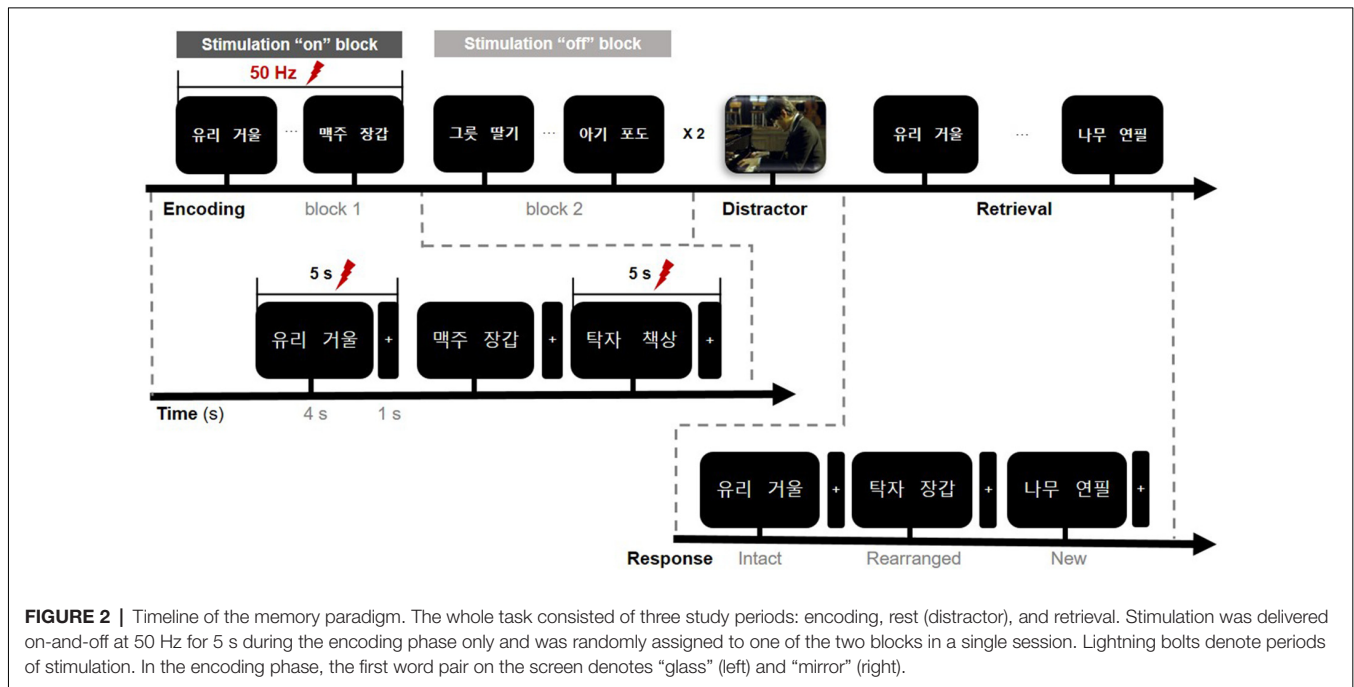 Stimulation “on” block Stimulation “off” block
50 Hz
유리 거울 ... 맥주 장갑 그릇 딸기 ... 아기 포도 X 2 유리 거울 ... 나무 연필
Encoding block 1 block 2 Distractor Retrieval
5 s 5 s
유리 거울 + 맥주 장갑 + 탁자 책상 +
Time (s) 4 s 1 s
유리 거울 + 탁자 장갑 + 나무 연필 +
Response Intact Rearranged New
FIGURE 2 | Timeline of the memory paradigm. The whole task consisted of three study periods: encoding, rest (distractor), and retrieval. Stimulation was delivered
on-and-off at 50 Hz for 5 s during the encoding phase only and was randomly assigned to one of the two blocks in a single session. Lightning bolts denote periods
of stimulation. In the encoding phase, the first word pair on the screen denotes “glass” (left) and “mirror” (right).